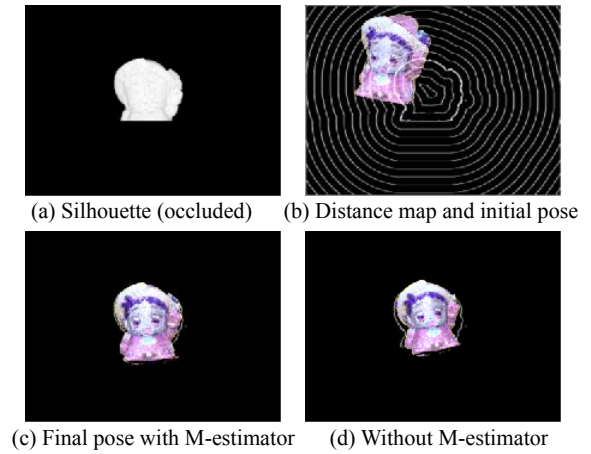 (a) Silhouette (occluded)
(b) Distance map and initial pose
(c) Final pose with M-estimator
(d) Without M-estimator